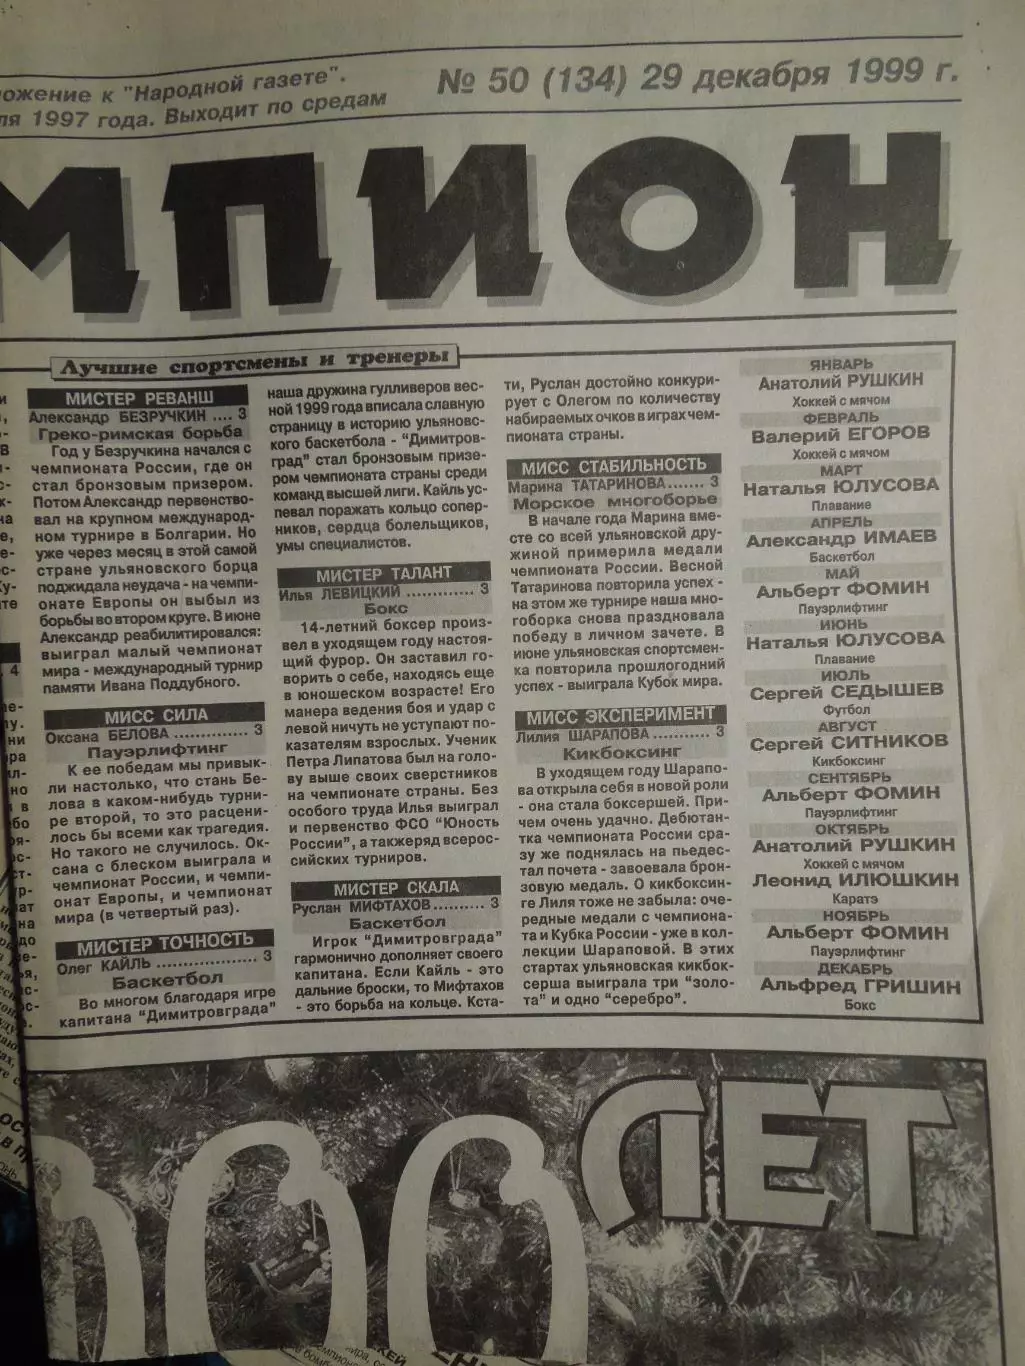 ложение к "Народной газете".
1997 года. Выходит по средам
№ 50 (134) 29 декабря 1999 г.
МПИОН
Лучшие спортсмены и тренеры
МИСТЕР РЕВАНШ
Александр БЕЗРУЧКИН .... 3
Греко-римская борьба
Год у Безручкина начался с
чемпионата России, где он
стал бронзовым призером.
Потом Александр первенство-
вал на крупном международ-
ном турнире в Болгарии. Но
уже через месяц в этой самой
стране ульяновского борца
поджидала неудача - на чемпи-
онате Европы он выбыл из
борьбы во втором круге. В июне
Александр реабилитировался:
выиграл малый чемпионат
мира - международный турнир
памяти Ивана Поддубного.
МИСС СИЛА
Оксана БЕЛОВА .............. 3
Пауэрлифтинг
К ее победам мы привык-
ли настолько, что стань Бе-
лова в каком-нибудь турни-
ре второй, то это расцени-
лось бы всеми как трагедия.
Но такого не случилось. Ок-
сана с блеском выиграла и
чемпионат России, и чемпи-
онат Европы, и чемпионат
мира (в четвертый раз).
МИСТЕР ТОЧНОСТЬ
Олег КАЙЛЬ .................. 3
Баскетбол
Во многом благодаря игре
капитана "Димитровграда"
наша дружина гулливеров вес-
ной 1999 года вписала славную
страницу в историю ульяновс-
кого баскетбола - "Димитров-
град" стал бронзовым призе-
ром чемпионата страны среди
команд высшей лиги. Кайль ус-
певал поражать кольцо сопер-
ников, сердца болельщиков,
умы специалистов.
МИСТЕР ТАЛАНТ
Илья ЛЕВИЦКИЙ ............ 3
Бокс
14-летний боксер произ-
вел в уходящем году настоя-
щий фурор. Он заставил го-
ворить о себе, находясь еще
в юношеском возрасте! Его
манера ведения боя и удар с
левой ничуть не уступают по-
казателям взрослых. Ученик
Петра Липатова был на голо-
ву выше своих сверстников
на чемпионате страны. Без
особого труда Илья выиграл
и первенство ФСО "Юность
России", а такжеряд всерос-
сийских турниров.
МИСТЕР СКАЛА
Руслан МИФТАХОВ .......... 3
Баскетбол
Игрок "Димитровграда"
гармонично дополняет своего
капитана. Если Кайль - это
дальние броски, то Мифтахов
- это борьба на кольце. Кста-
ти, Руслан достойно конкури-
рует с Олегом по количеству
набираемых очков в играх чем-
пионата страны.
МИСС СТАБИЛЬНОСТЬ
Марина ТАТАРИНОВА....... 3
Морское многоборье
В начале года Марина вме-
сте со всей ульяновской дру-
жиной примерила медали
чемпионата России. Весной
Татаринова повторила успех -
на этом же турнире наша мно-
гоборка снова праздновала
победу в личном зачете. В
июне ульяновская спортсмен-
ка повторила прошлогодний
успех - выиграла Кубок мира.
МИСС ЭКСПЕРИМЕНТ
Лилия ШАРАПОВА ............ 3
Кикбоксинг
В уходящем году Шарапо-
ва открыла себя в новой роли
- она стала боксершей. При-
чем очень удачно. Дебютан-
тка чемпионата России сра-
зу же поднялась на пьедес-
тал почета - завоевала брон-
зовую медаль. О кикбоксин-
ге Лиля тоже не забыла: оче-
редные медали с чемпиона-
та и Кубка России - уже в кол-
лекции Шараповой. В этих
стартах ульяновская кикбок-
серша выиграла три "золо-
та" и одно "серебро".
ЯНВАРЬ
Анатолий РУШКИН
Хоккей с мячом
ФЕВРАЛЬ
Валерий ЕГОРОВ
Хоккей с мячом
МАРТ
Наталья ЮЛУСОВА
Плавание
АПРЕЛЬ
Александр ИМАЕВ
Баскетбол
МАЙ
Альберт ФОМИН
Пауэрлифтинг
ИЮНЬ
Наталья ЮЛУСОВА
Плавание
ИЮЛЬ
Сергей СЕДЫШЕВ
Футбол
АВГУСТ
Сергей СИТНИКОВ
Кикбоксинг
СЕНТЯБРЬ
Альберт ФОМИН
Пауэрлифтинг
ОКТЯБРЬ
Анатолий РУШКИН
Хоккей с мячом
Леонид ИЛЮШКИН
Каратэ
НОЯБРЬ
Альберт ФОМИН
Пауэрлифтинг
ДЕКАБРЬ
Альфред ГРИШИН
Бокс
00 ЛЕТ